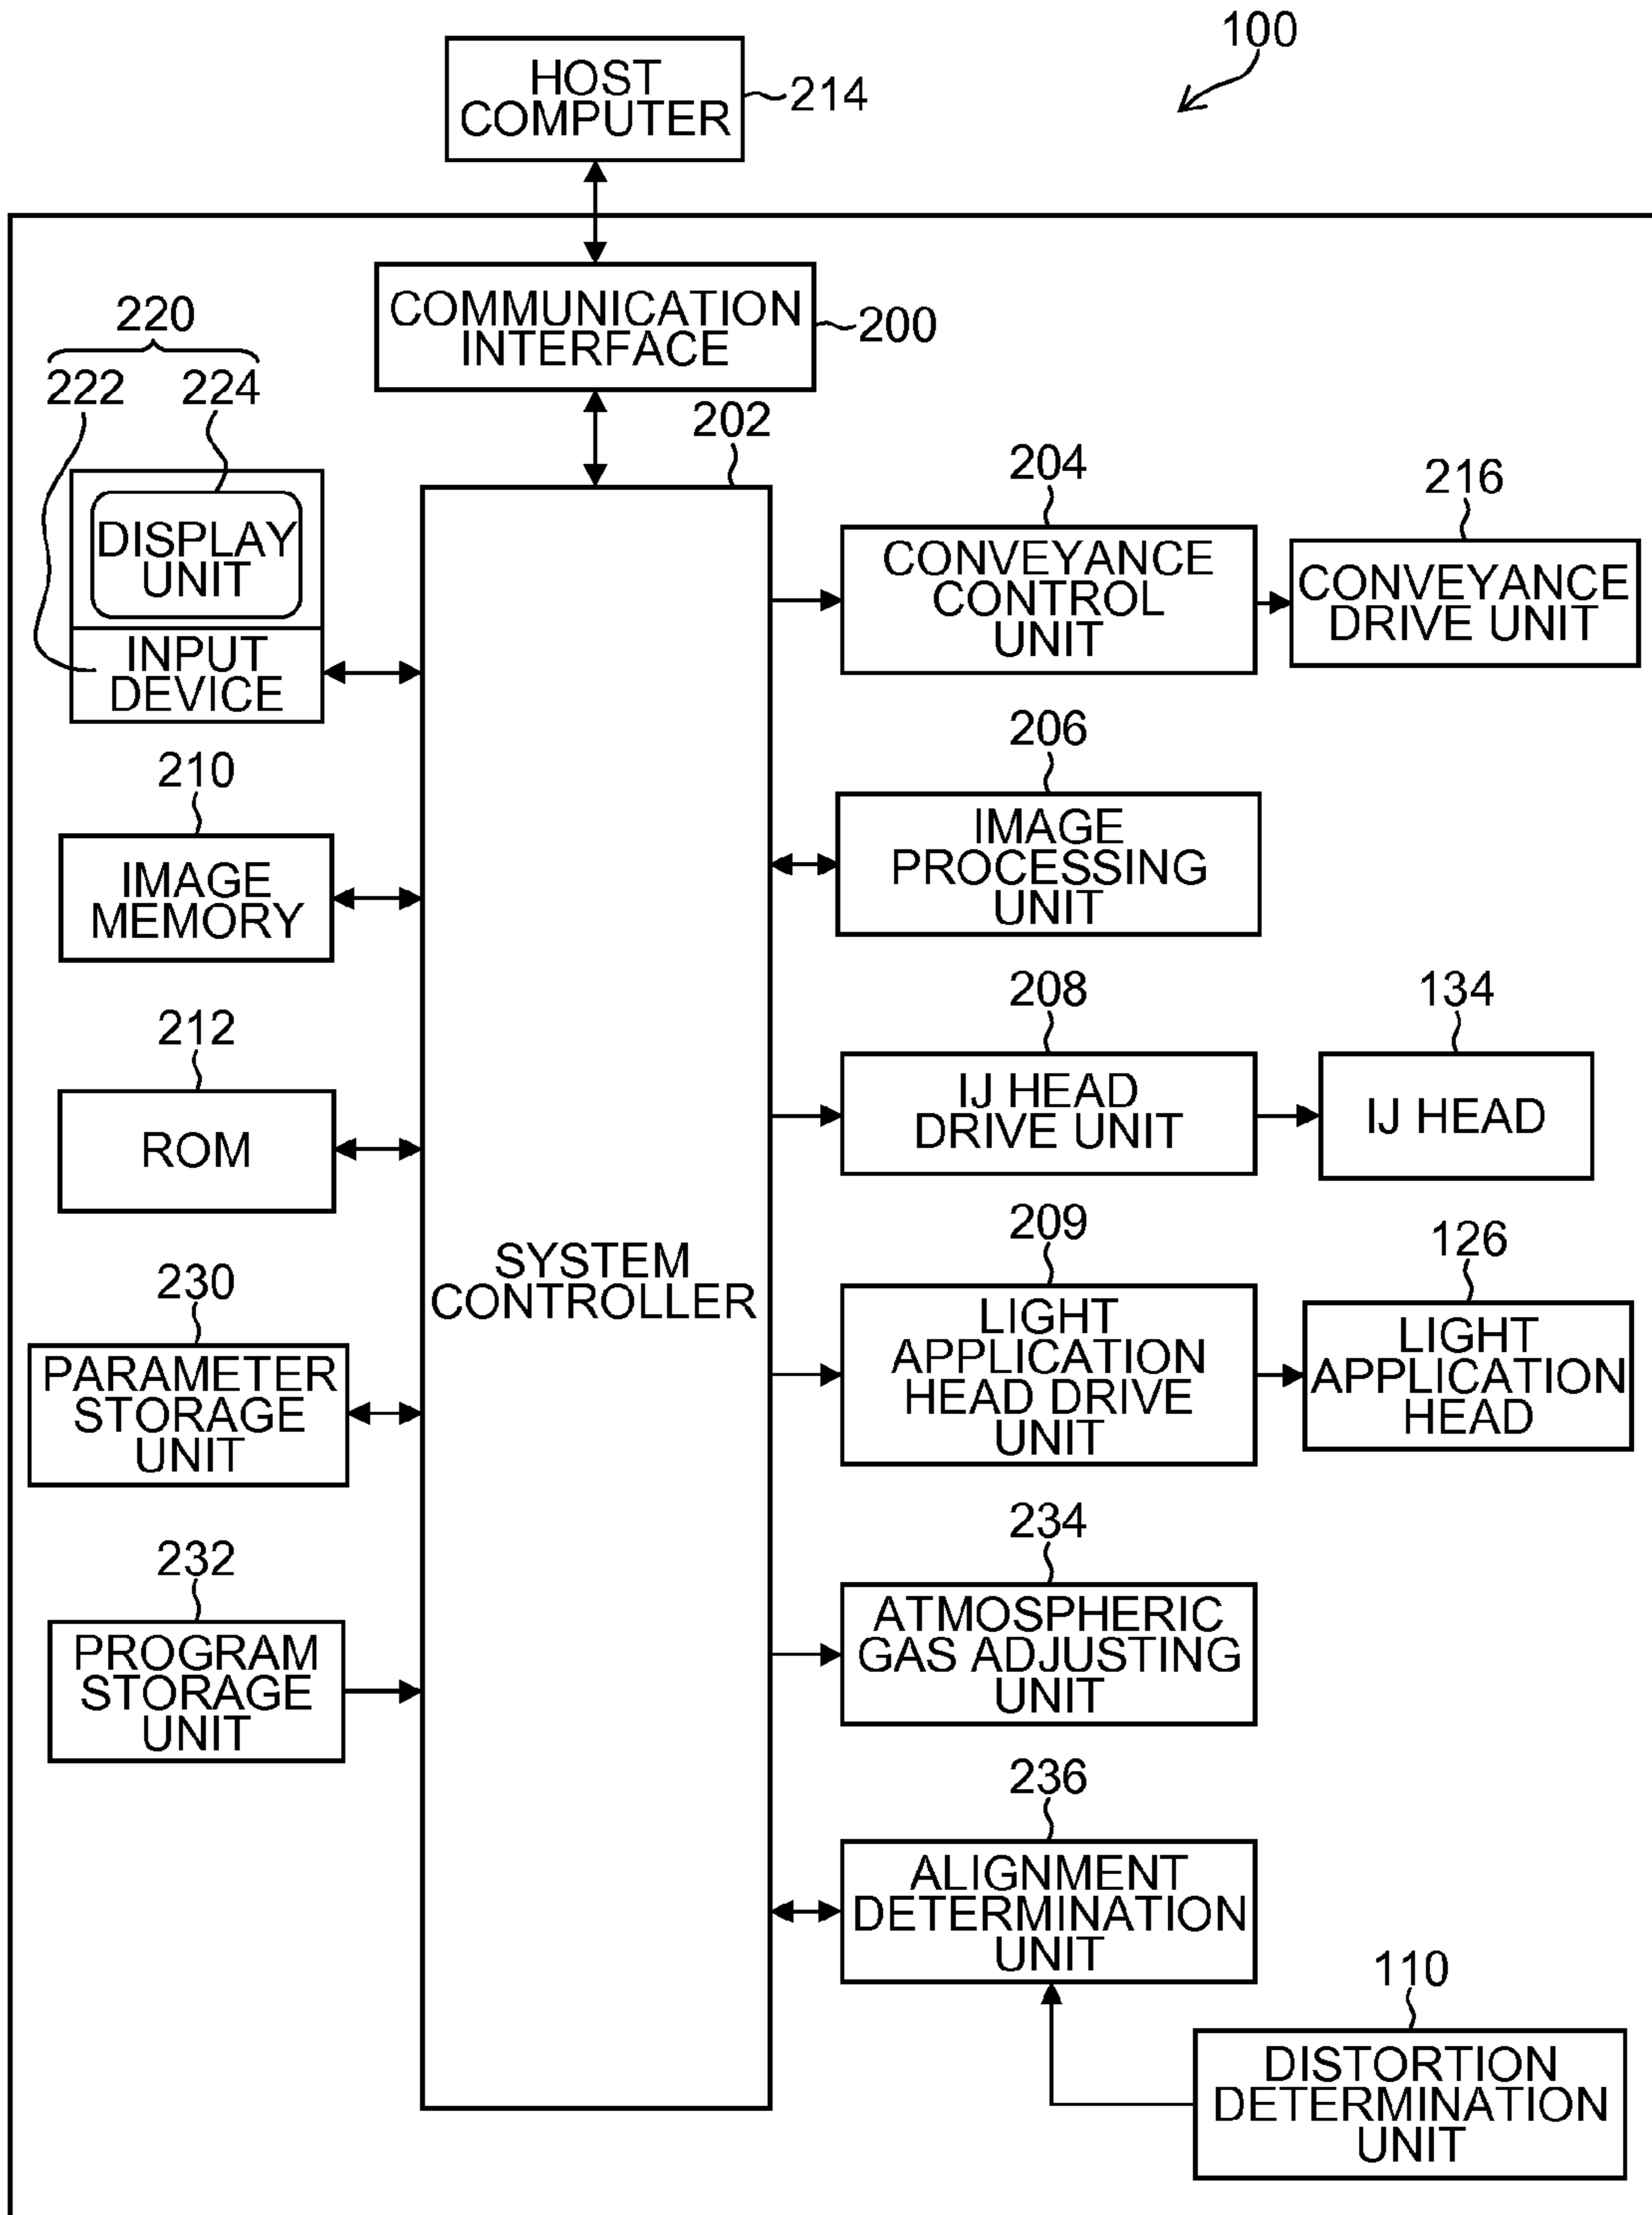 100
HOST
COMPUTER
214
COMMUNICATION
INTERFACE
200
220
222
224
202
DISPLAY
UNIT
INPUT
DEVICE
204
CONVEYANCE
CONTROL
UNIT
216
CONVEYANCE
DRIVE UNIT
210
IMAGE
MEMORY
206
IMAGE
PROCESSING
UNIT
212
ROM
208
IJ HEAD
DRIVE UNIT
134
IJ HEAD
SYSTEM
CONTROLLER
230
PARAMETER
STORAGE
UNIT
209
LIGHT
APPLICATION
HEAD DRIVE
UNIT
126
LIGHT
APPLICATION
HEAD
232
PROGRAM
STORAGE
UNIT
234
ATMOSPHERIC
GAS ADJUSTING
UNIT
236
ALIGNMENT
DETERMINATION
UNIT
110
DISTORTION
DETERMINATION
UNIT